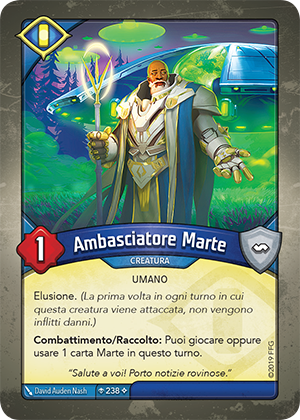 Ambasciatore Marte
CREATURA
1
UMANO
Elusione. (La prima volta in ogni turno in cui
questa creatura viene attaccata, non vengono
inflitti danni.)
Combattimento/Raccolto: Puoi giocare oppure
usare 1 carta Marte in questo turno.
"Salute a voi! Porto notizie rovinose."
David Auden Nash
238
©2019 FFG